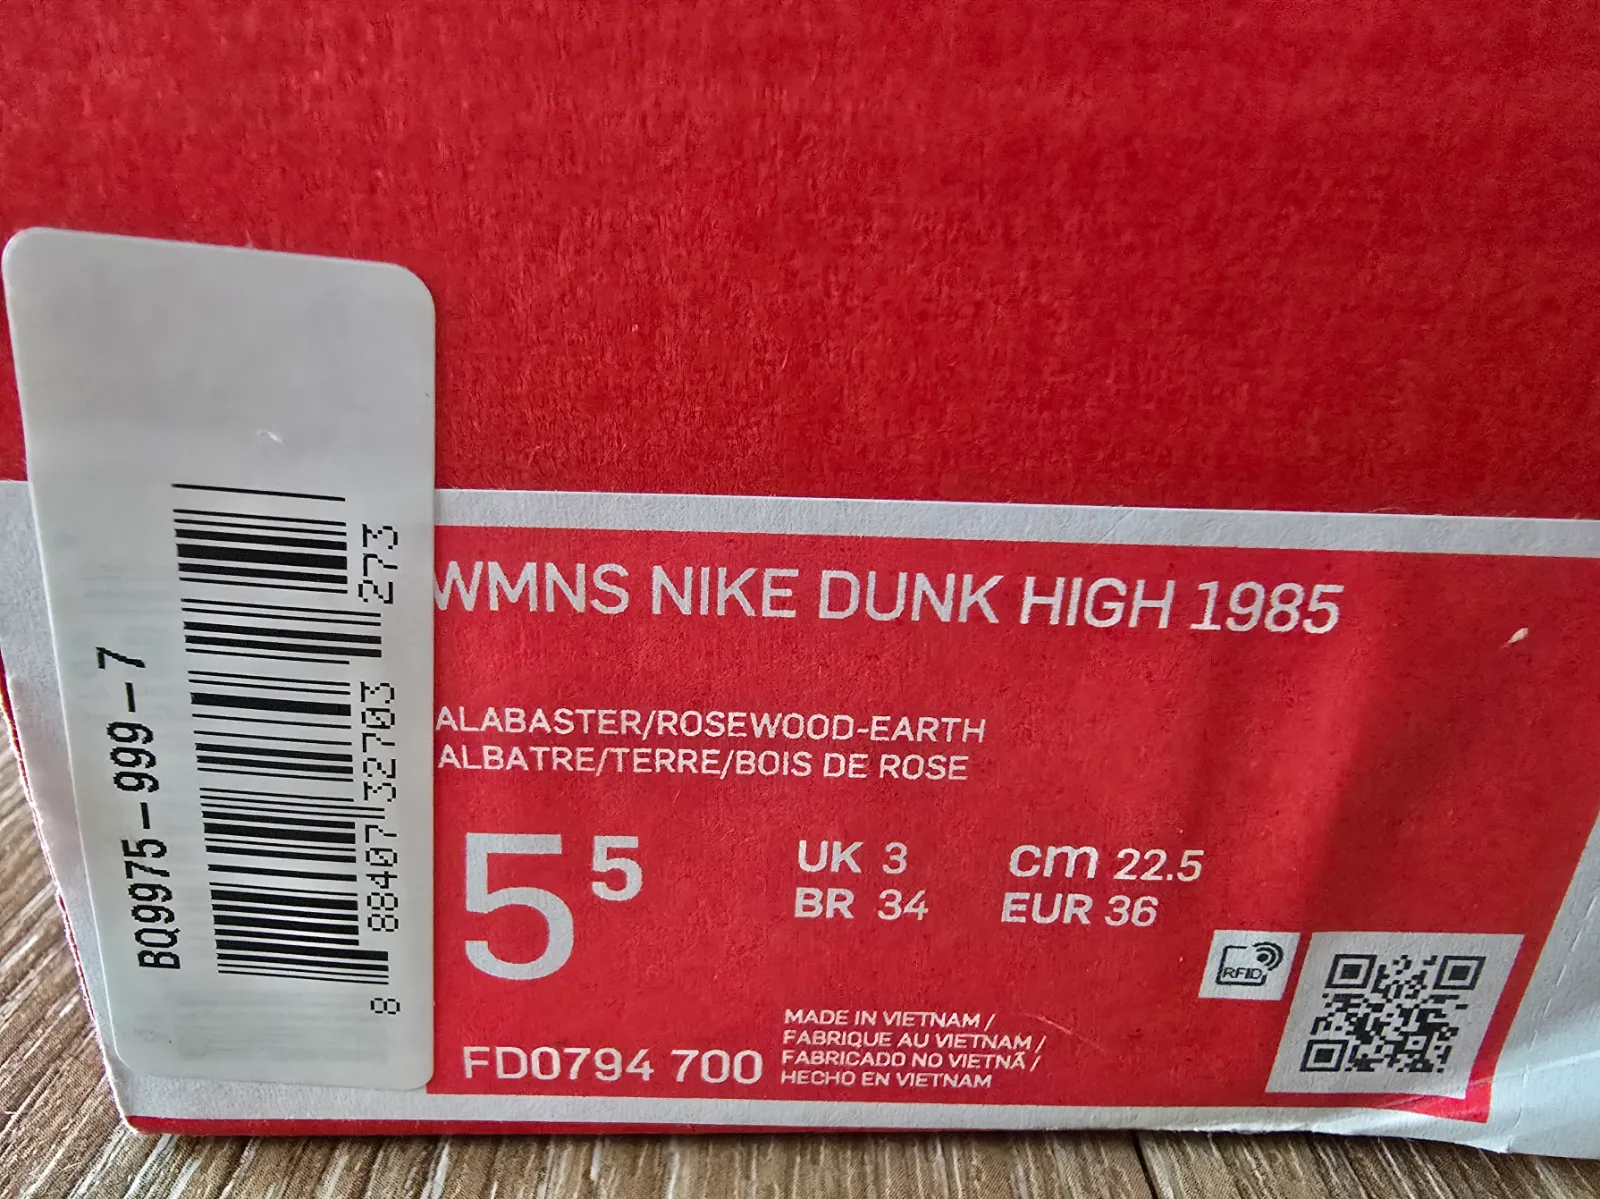 BQ9975-999-7
8 88407 32703 273
WMNS NIKE DUNK HIGH 1985
ALABASTER/ROSEWOOD-EARTH
ALBATRE/TERRE/BOIS DE ROSE
5⁵
UK 3
cm 22.5
BR 34
EUR 36
RFID
FD0794 700
MADE IN VIETNAM /
FABRIQUE AU VIETNAM /
FABRICADO NO VIETNÃ /
HECHO EN VIETNAM